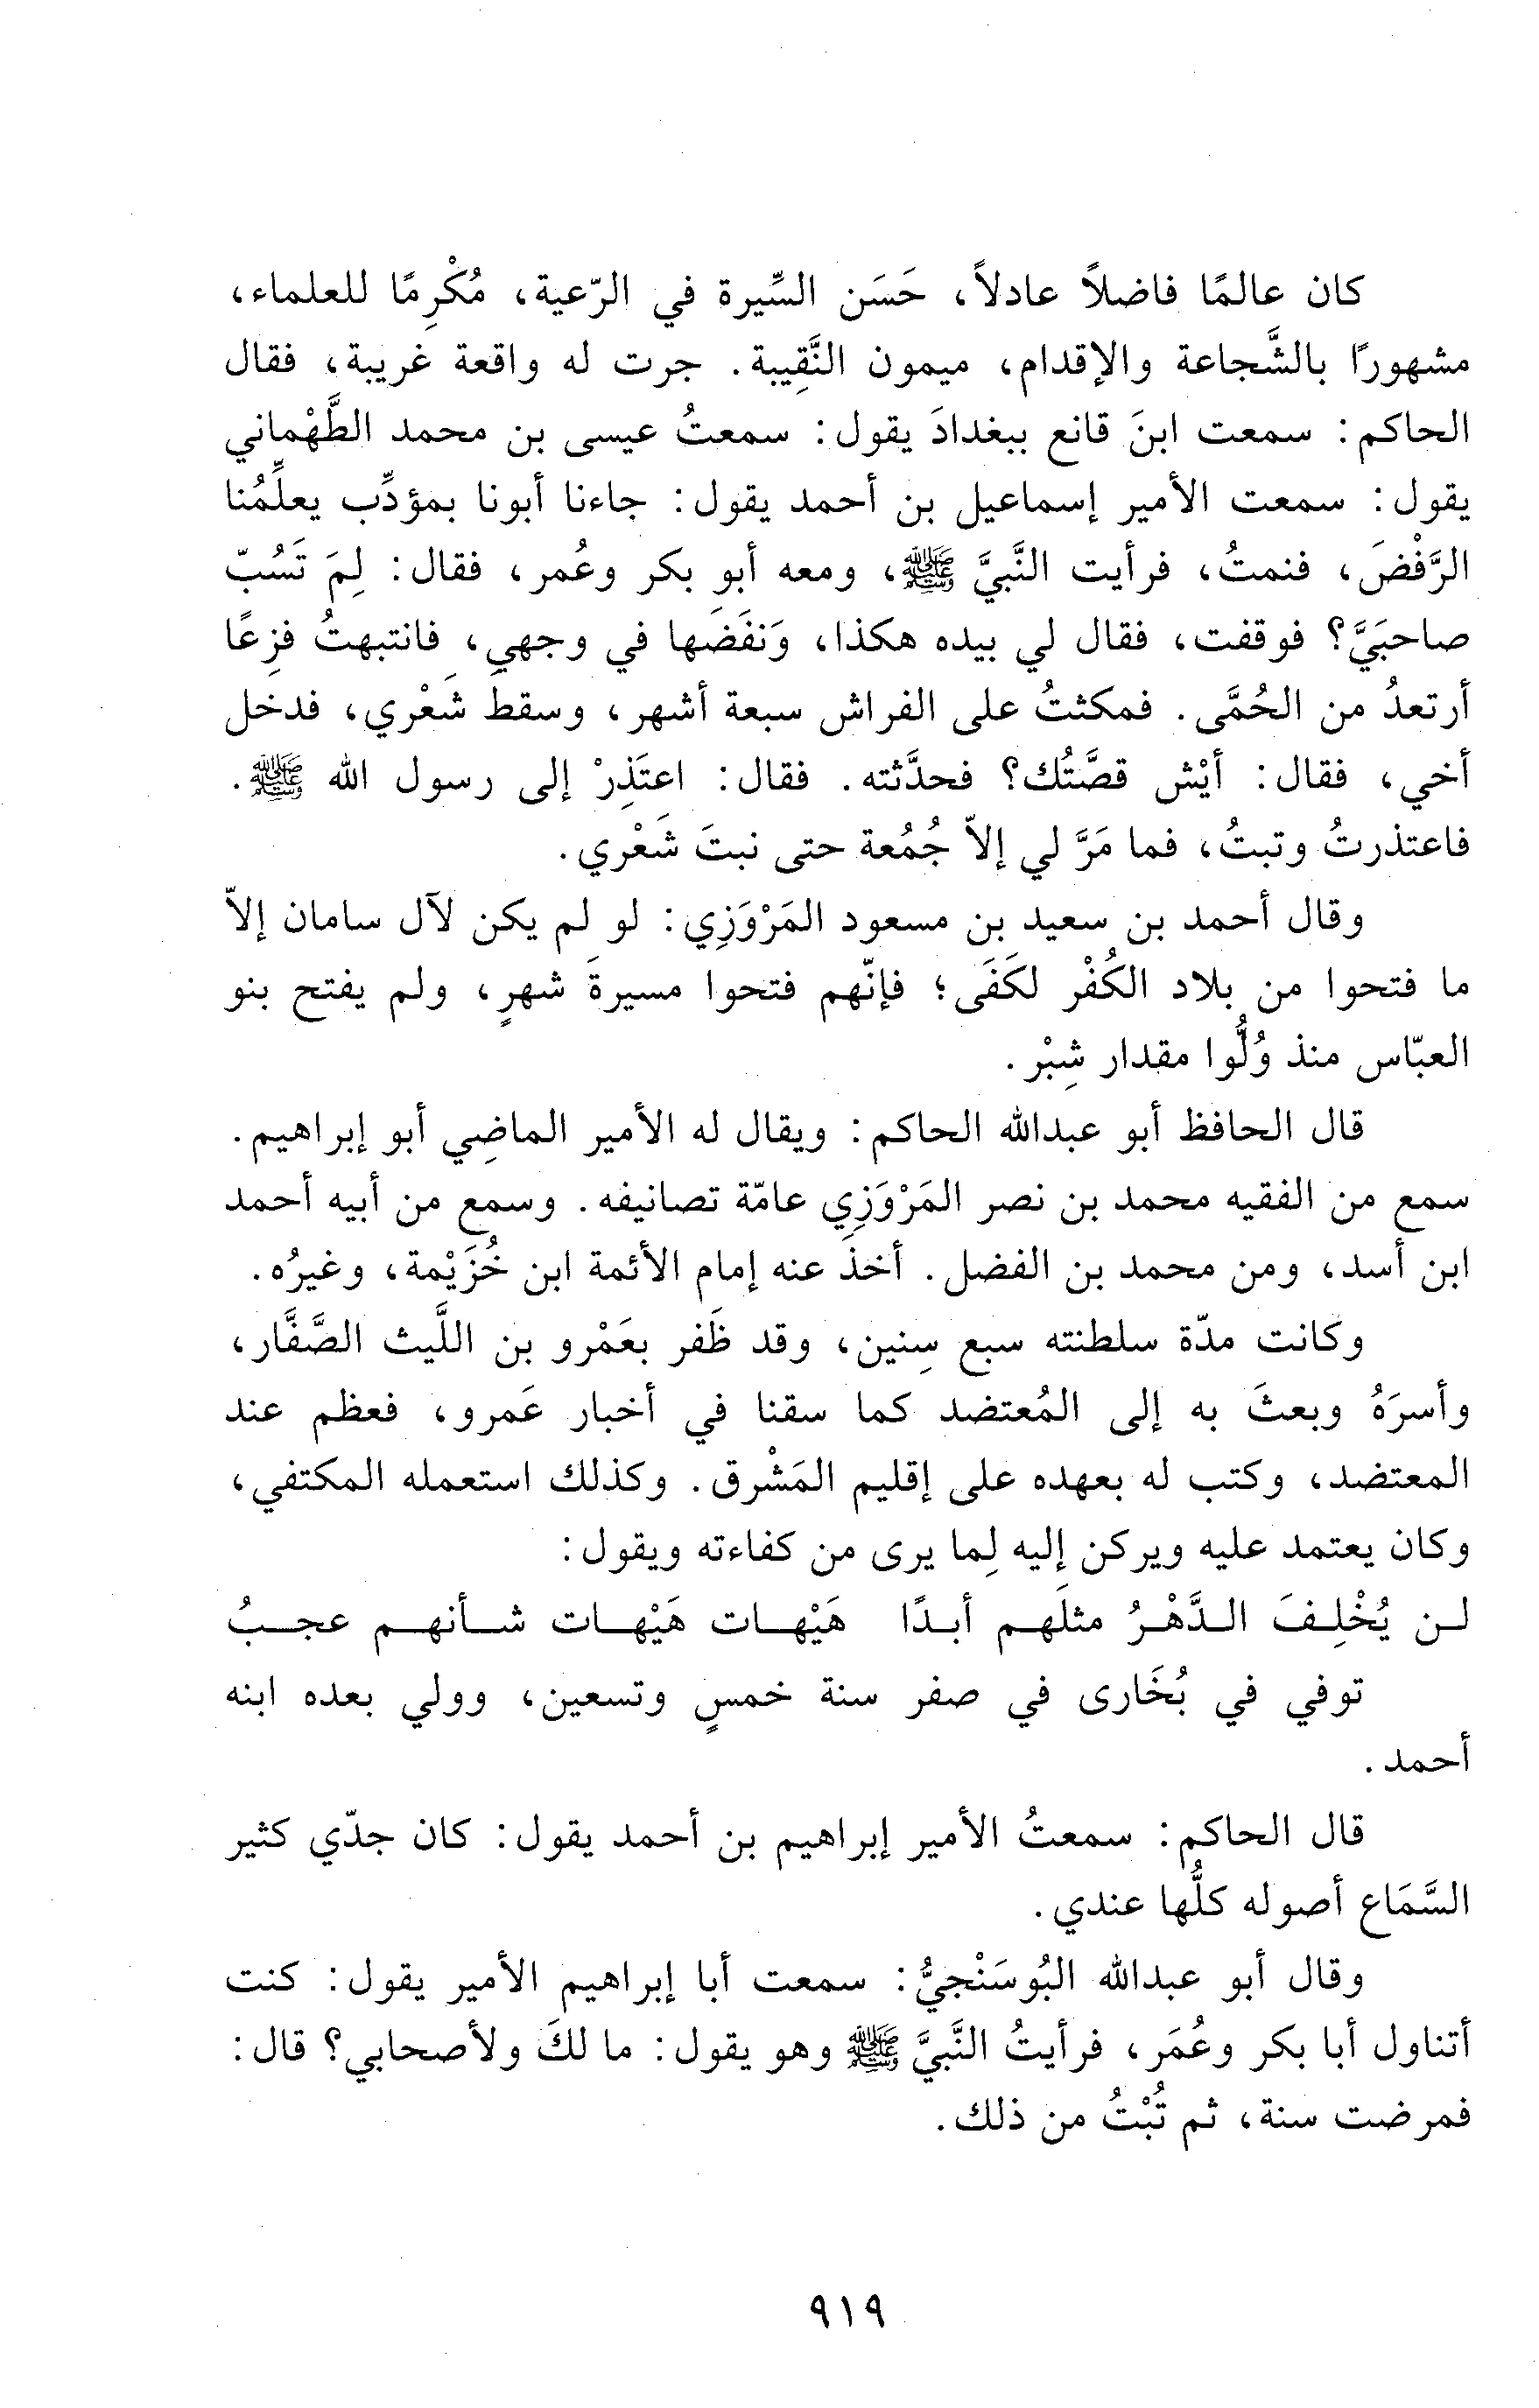 كان عالمًا فاضلاً عادلاً، حَسَن السِّيرة في الرّعية، مُكْرِمًا للعلماء،
مشهورًا بالشَّجاعة والإقدام، ميمون النَّقِيبة. جرت له واقعة غريبة، فقال
الحاكم: سمعت ابنَ قانع ببغدادَ يقول: سمعتُ عيسى بن محمد الطَّهْماني
يقول: سمعت الأمير إسماعيل بن أحمد يقول: جاءنا أبونا بمؤدِّب يعلِّمُنا
الرَّفْضَ، فنمتُ، فرأيت النَّبيَّ ﷺ، ومعه أبو بكر وعُمر، فقال: لِمَ تَسُبّ
صاحبَيَّ؟ فوقفت، فقال لي بيده هكذا، وَنفَضَها في وجهي، فانتبهتُ فزِعًا
أرتعدُ من الحُمَّى. فمكثتُ على الفراش سبعة أشهر، وسقط شَعْري، فدخل
أخي، فقال: أيْش قصَّتُك؟ فحدَّثته. فقال: اعتَذِرْ إلى رسول الله ﷺ.
فاعتذرتُ وتبتُ، فما مَرَّ لي إلاّ جُمُعة حتى نبتَ شَعْري.
وقال أحمد بن سعيد بن مسعود المَرْوَزِي: لو لم يكن لآل سامان إلاّ
ما فتحوا من بلاد الكُفْر لكَفَى؛ فإنّهم فتحوا مسيرةَ شهرٍ، ولم يفتح بنو
العبّاس منذ وُلُّوا مقدار شِبْر.
قال الحافظ أبو عبدالله الحاكم: ويقال له الأمير الماضِي أبو إبراهيم.
سمع من الفقيه محمد بن نصر المَرْوَزِي عامّة تصانيفه. وسمع من أبيه أحمد
ابن أسد، ومن محمد بن الفضل. أخذَ عنه إمام الأئمة ابن خُزَيْمة، وغيرُه.
وكانت مدّة سلطنته سبع سِنين، وقد ظَفر بعَمْرو بن اللَّيث الصَّفَّار،
وأسرَهُ وبعثَ به إلى المُعتضد كما سقنا في أخبار عَمرو، فعظم عند
المعتضد، وكتب له بعهده على إقليم المَشْرق. وكذلك استعمله المكتفي،
وكان يعتمد عليه ويركن إليه لِما يرى من كفاءته ويقول:
لـن يُخْلِـفَ الـدَّهْـرُ مثلَهـم أبـدًا هَيْهـات هَيْهـات شـأنهـم عجـبُ
توفي في بُخَارى في صفر سنة خمسٍ وتسعين، وولي بعده ابنه
أحمد.
قال الحاكم: سمعتُ الأمير إبراهيم بن أحمد يقول: كان جدّي كثير
السَّمَاع أصوله كلُّها عندي.
وقال أبو عبدالله البُوسَنْجيُّ: سمعت أبا إبراهيم الأمير يقول: كنت
أتناول أبا بكر وعُمَر، فرأيتُ النَّبيَّ ﷺ وهو يقول: ما لكَ ولأصحابي؟ قال:
فمرضت سنة، ثم تُبْتُ من ذلك.
٩١٩